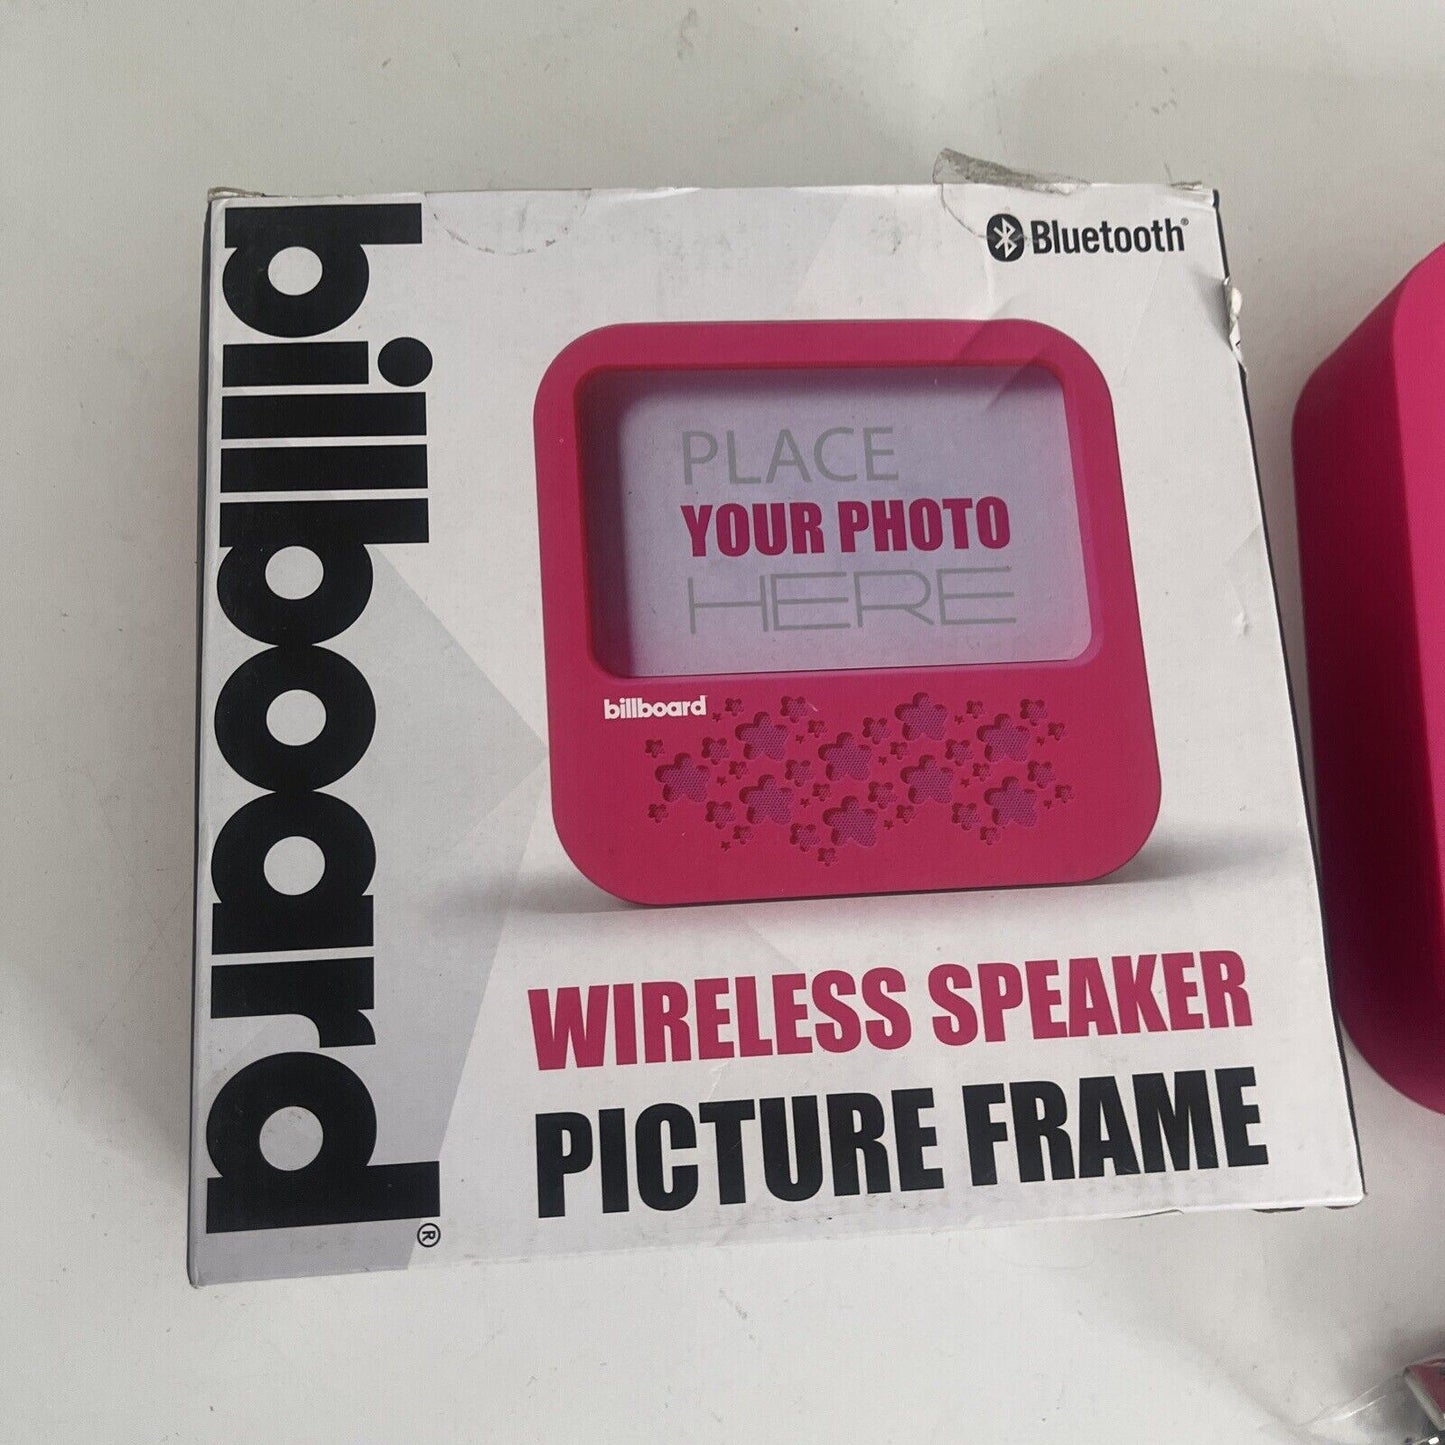 billboard®
Bluetooth®
PLACE
YOUR PHOTO
HERE
billboard
WIRELESS SPEAKER
PICTURE FRAME